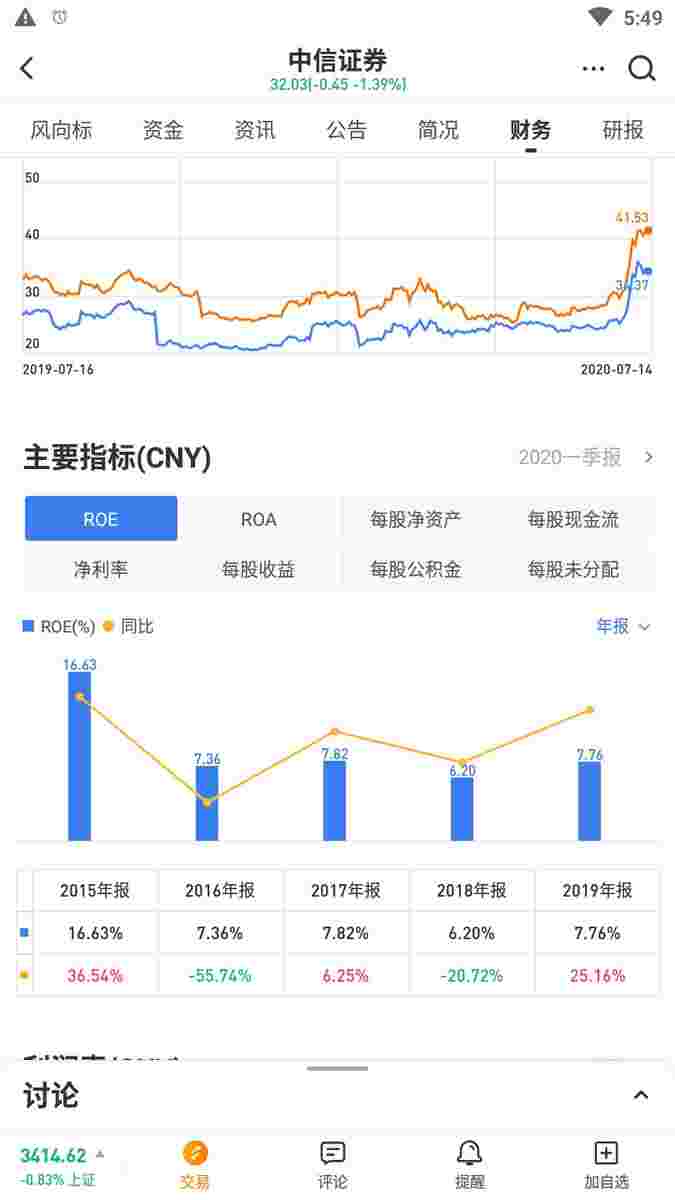 5:49
中信证券
32.03(-0.45 -1.39%)
风向标 资金 资讯 公告 简况 财务 研报
50
40
30
20
41.53
2019-07-16 2020-07-14
主要指标(CNY) 2020一季报
ROE ROA 每股净资产 每股现金流
净利率 每股收益 每股公积金 每股未分配
ROE(%) 同比 年报
16.63 7.36 7.82 6.20 7.76
2015年报 2016年报 2017年报 2018年报 2019年报
16.63% 7.36% 7.82% 6.20% 7.76%
36.54% -55.74% 6.25% -20.72% 25.16%
讨论
3414.62
-0.83% 上证
交易 评论 提醒 加自选